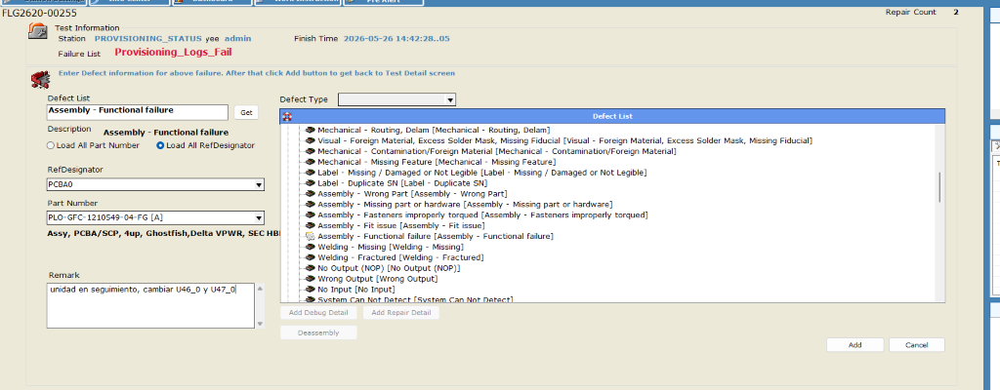 FLG2620-00255
Repair Count 2
Test Information
Station PROVISIONING_STATUS yee admin Finish Time 2026-05-26 14:42:28..05
Failure List Provisioning_Logs_Fail
Enter Defect information for above failure. After that click Add button to get back to Test Detail screen
Defect List
Assembly - Functional failure
Get
Description Assembly - Functional failure
Load All Part Number Load All RefDesignator
RefDesignator
PCBA0
Part Number
PLO-GFC-1210549-04-FG [A]
Assy, PCBA/SCP, 4up, Ghostfish,Delta VPWR, SEC HB
Remark
unidad en seguimiento, cambiar U46_0 y U47_0
Defect Type
Defect List
Mechanical - Routing, Delam [Mechanical - Routing, Delam]
Visual - Foreign Material, Excess Solder Mask, Missing Fiducial [Visual - Foreign Material, Excess Solder Mask, Missing Fiducial]
Mechanical - Contamination/Foreign Material [Mechanical - Contamination/Foreign Material]
Mechanical - Missing Feature [Mechanical - Missing Feature]
Label - Missing / Damaged or Not Legible [Label - Missing / Damaged or Not Legible]
Label - Duplicate SN [Label - Duplicate SN]
Assembly - Wrong Part [Assembly - Wrong Part]
Assembly - Missing part or hardware [Assembly - Missing part or hardware]
Assembly - Fasteners improperly torqued [Assembly - Fasteners improperly torqued]
Assembly - Fit issue [Assembly - Fit issue]
Assembly - Functional failure [Assembly - Functional failure]
Welding - Missing [Welding - Missing]
Welding - Fractured [Welding - Fractured]
No Output (NOP) [No Output (NOP)]
Wrong Output [Wrong Output]
No Input [No Input]
System Can Not Detect [System Can Not Detect]
Add Debug Detail Add Repair Detail
Deassembly
Add Cancel